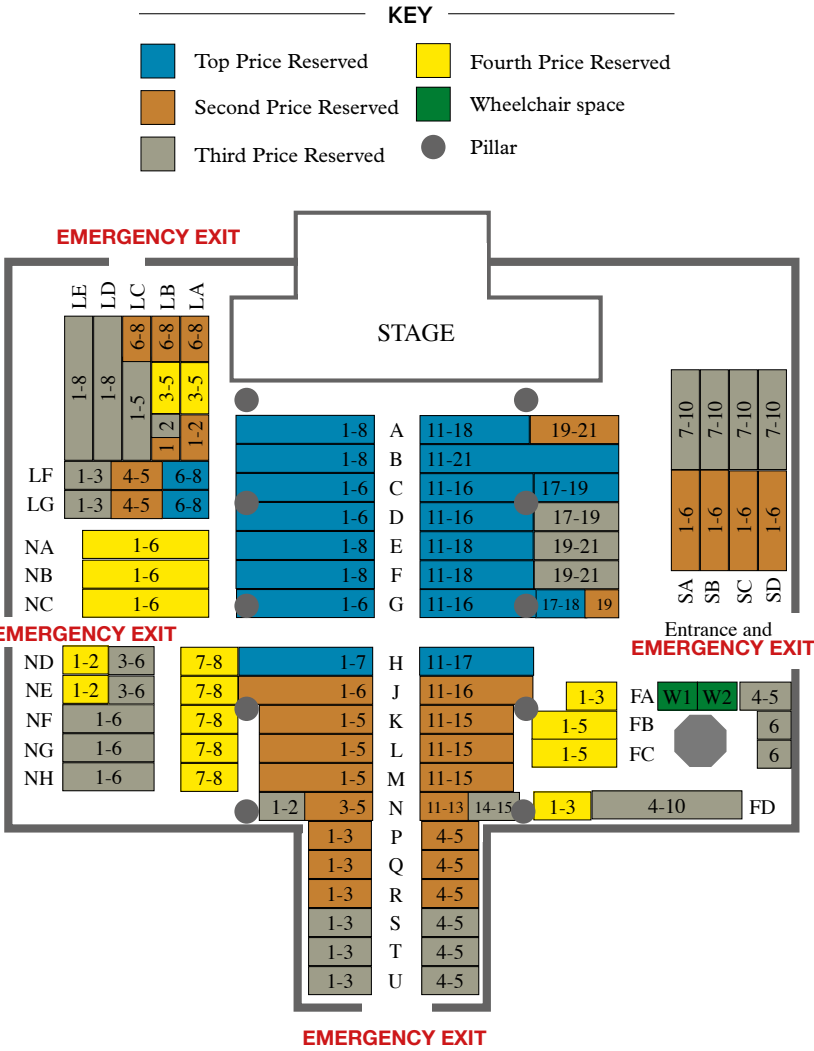 KEY
Top Price Reserved
Fourth Price Reserved
Second Price Reserved
Wheelchair space
Third Price Reserved
Pillar
EMERGENCY EXIT
STAGE
LE LD LC LB LA
6-8 6-8 6-8
1-8 1-8 1-5 3-5 3-5
1 2 1-2
LF 1-3 4-5 6-8
LG 1-3 4-5 6-8
NA 1-6
NB 1-6
NC 1-6
EMERGENCY EXIT
ND 1-2 3-6 7-8
NE 1-2 3-6 7-8
NF 1-6 7-8
NG 1-6 7-8
NH 1-6 7-8
1-8 A 11-18 19-21
1-8 B 11-21
1-6 C 11-16 17-19
1-6 D 11-16 17-19
1-8 E 11-18 19-21
1-8 F 11-18 19-21
1-6 G 11-16 17-18 19
1-7 H 11-17
1-6 J 11-16
1-5 K 11-15
1-5 L 11-15
1-5 M 11-15
1-2 3-5 N 11-13 14-15
1-3 P 4-5
1-3 Q 4-5
1-3 R 4-5
1-3 S 4-5
1-3 T 4-5
1-3 U 4-5
7-10 7-10 7-10 7-10
1-6 1-6 1-6 1-6
SA SB SC SD
Entrance and
EMERGENCY EXIT
1-3 FA W1 W2 4-5
1-5 FB 6
1-5 FC 6
1-3 4-10 FD
EMERGENCY EXIT